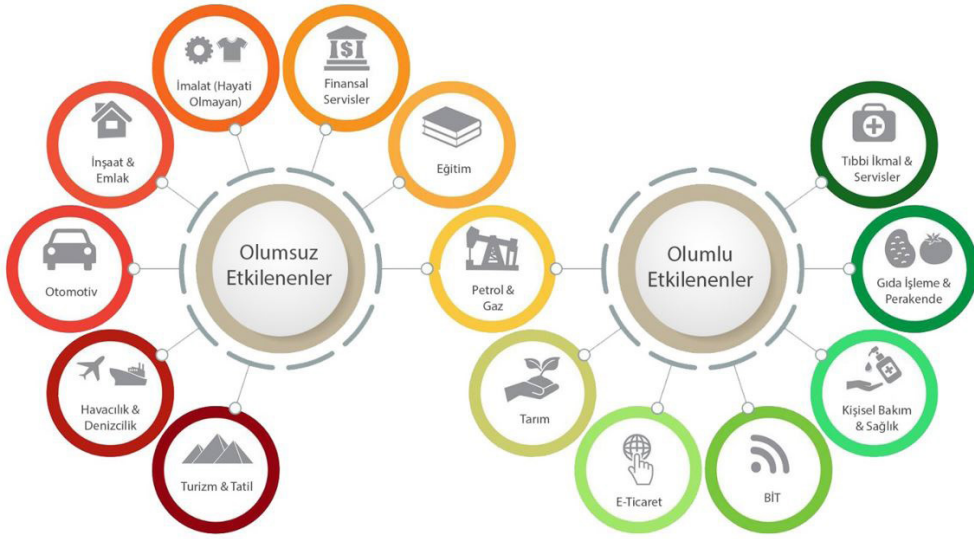 İmalat (Hayati
Olmayan)
Finansal
Servisler
İnşaat &
Emlak
Eğitim
Otomotiv
Olumsuz
Etkilenenler
Petrol &
Gaz
Havacılık &
Denizcilik
Turizm & Tatil
Olumlu
Etkilenenler
Tıbbi İkmal &
Servisler
Gıda İşleme &
Perakende
Kişisel Bakım
& Sağlık
Tarım
E-Ticaret
BİT